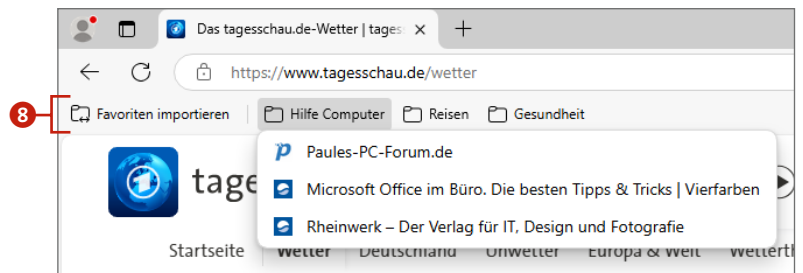 Das tagesschau.de-Wetter | tages
https://www.tagesschau.de/wetter
8
Favoriten importieren Hilfe Computer Reisen Gesundheit
Paules-PC-Forum.de
Microsoft Office im Büro. Die besten Tipps & Tricks | Vierfarben
Rheinwerk – Der Verlag für IT, Design und Fotografie
tage
Startseite Wetter Deutschland Unwetter Europa & Welt Wetterth